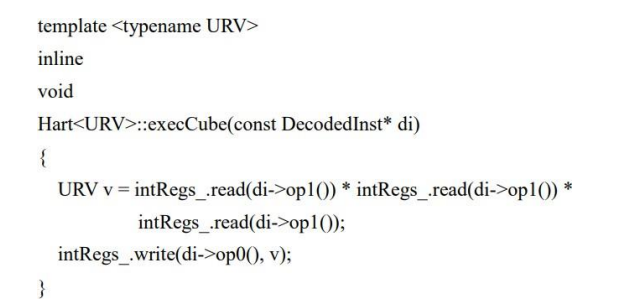 template <typename URV>
inline
void
Hart<URV>::execCube(const DecodedInst* di)
{
URV v = intRegs_.read(di->op1()) * intRegs_.read(di->op1()) *
intRegs_.read(di->op1());
intRegs_.write(di->op0(), v);
}